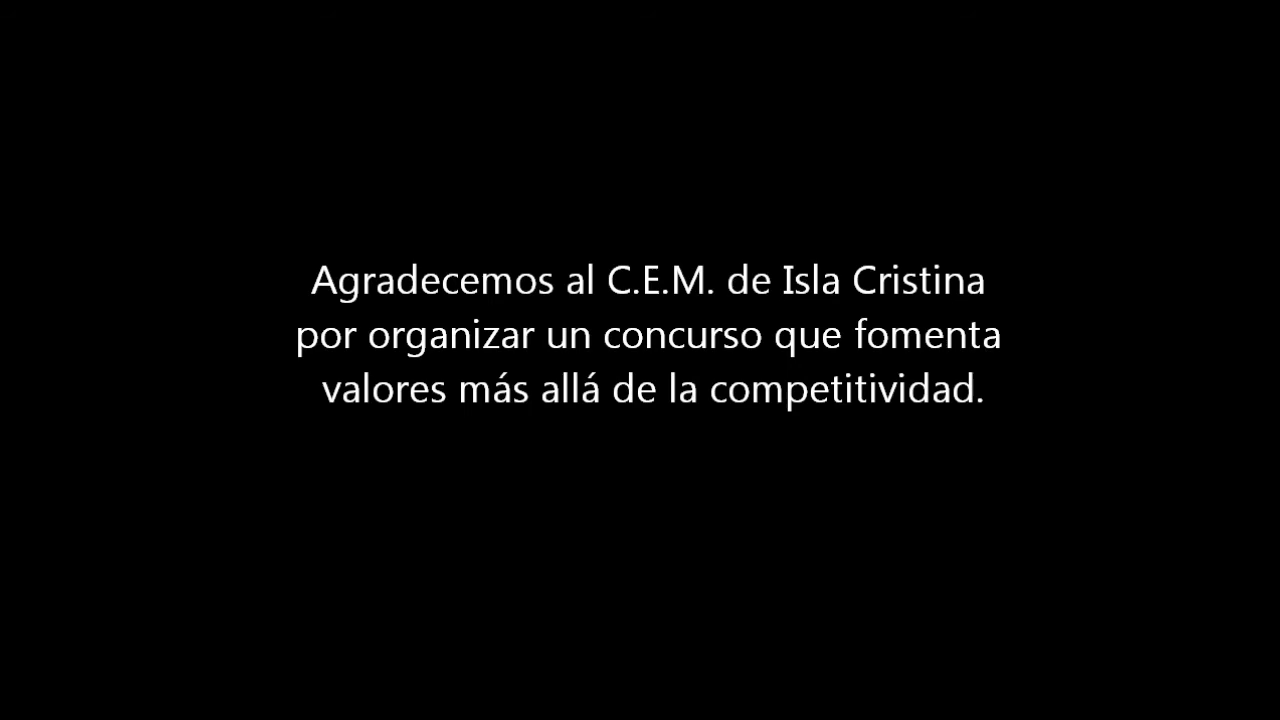 Agradecemos al C.E.M. de Isla Cristina
por organizar un concurso que fomenta
valores más allá de la competitividad.